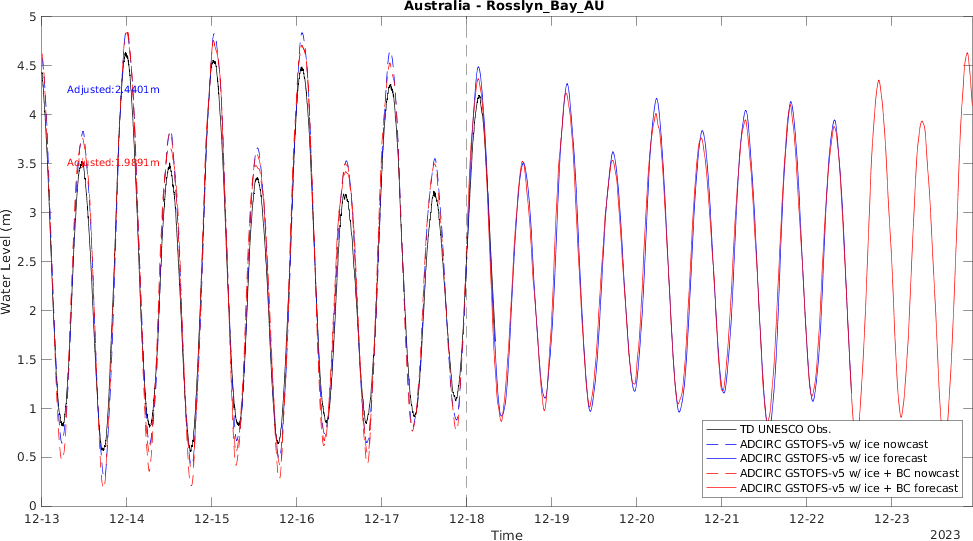 Australia - Rosslyn_Bay_AU
5
4.5
4
3.5
3
2.5
2
1.5
1
0.5
0
Water Level (m)
Adjusted:2.4401m
Adjusted:1.9891m
TD UNESCO Obs.
ADCIRC GSTOFS-v5 w/ ice nowcast
ADCIRC GSTOFS-v5 w/ ice forecast
ADCIRC GSTOFS-v5 w/ ice + BC nowcast
ADCIRC GSTOFS-v5 w/ ice + BC forecast
12-13 12-14 12-15 12-16 12-17 12-18 12-19 12-20 12-21 12-22 12-23
Time
2023